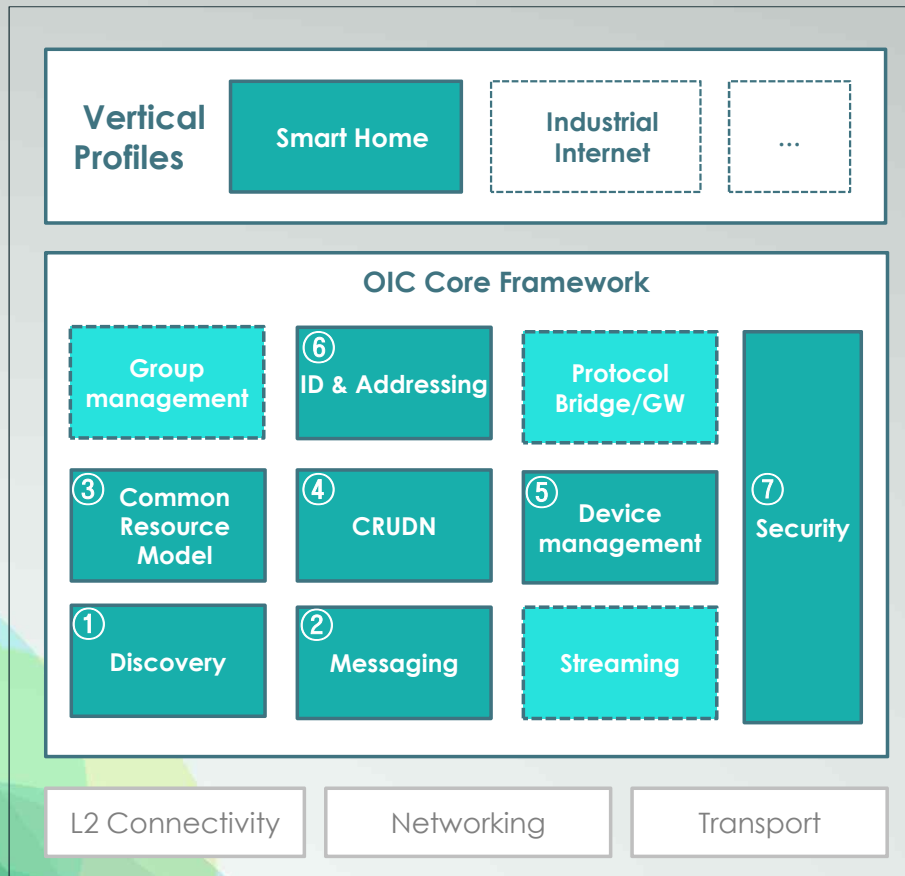 Vertical
Profiles
Smart Home
Industrial
Internet
...
OIC Core Framework
Group
management
⑥
ID & Addressing
Protocol
Bridge/GW
③
Common
Resource
Model
④
CRUDN
⑤
Device
management
⑦
Security
①
Discovery
②
Messaging
Streaming
L2 Connectivity
Networking
Transport